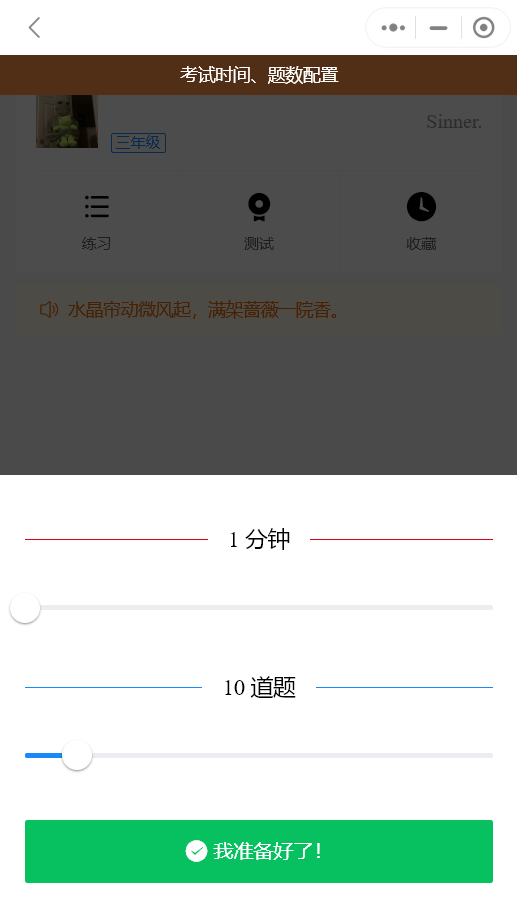 考试时间、题数配置
Sinner.
三年级
练习 测试 收藏
水晶帘动微风起，满架蔷薇一院香。
1 分钟
10 道题
我准备好了！